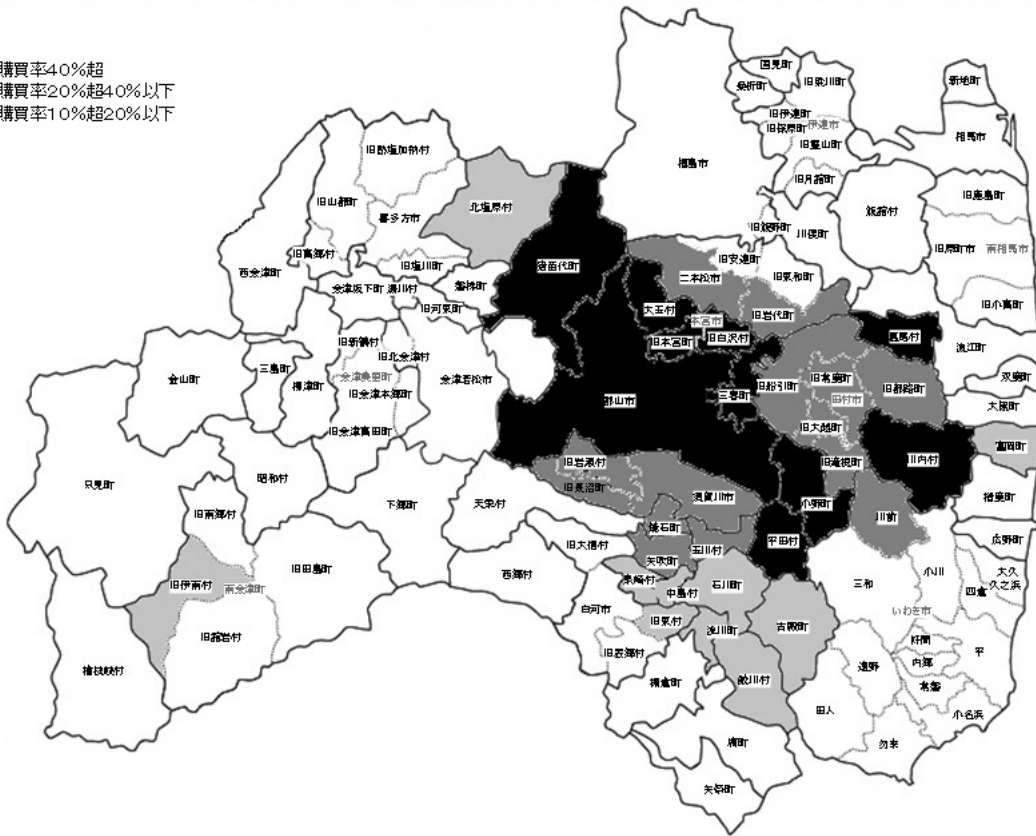 購買率40%超
購買率20%超40%以下
購買率10%超20%以下
国見町
桑折町
旧梁川町
新地町
旧伊達町
旧保原町
伊達市
旧霊山町
旧月舘町
相馬市
福島市
旧熱塩加納村
旧山都町
喜多方市
北塩原村
飯舘村
旧鹿島町
旧原町市
南相馬市
旧小高町
旧飯野町
川俣町
旧高郷村
旧塩川町
西会津町
猪苗代町
旧安達町
二本松市
旧東和町
会津坂下町
湯川村
磐梯町
旧河東町
大玉村
旧岩代町
本宮市
旧本宮町
旧白沢村
葛尾村
浪江町
旧新鶴村
旧北会津村
会津美里町
旧会津本郷町
旧会津高田町
会津若松市
三島町
柳津町
金山町
郡山市
三春町
旧船引町
旧常葉町
田村市
旧大越町
旧都路町
双葉町
大熊町
富岡町
旧滝根町
川内村
楢葉町
只見町
昭和村
下郷町
天栄村
旧岩瀬村
旧長沼町
須賀川市
小野町
川前
広野町
旧南郷村
旧伊南村
南会津町
旧田島町
旧舘岩村
檜枝岐村
旧大信村
西郷村
鏡石町
矢吹町
玉川村
平田村
泉崎村
中島村
石川町
白河市
旧東村
旧表郷村
浅川町
古殿町
鮫川村
棚倉町
塙町
矢祭町
三和
小川
大久
久之浜
四倉
いわき市
好間
内郷
平
遠野
常磐
田人
小名浜
勿来